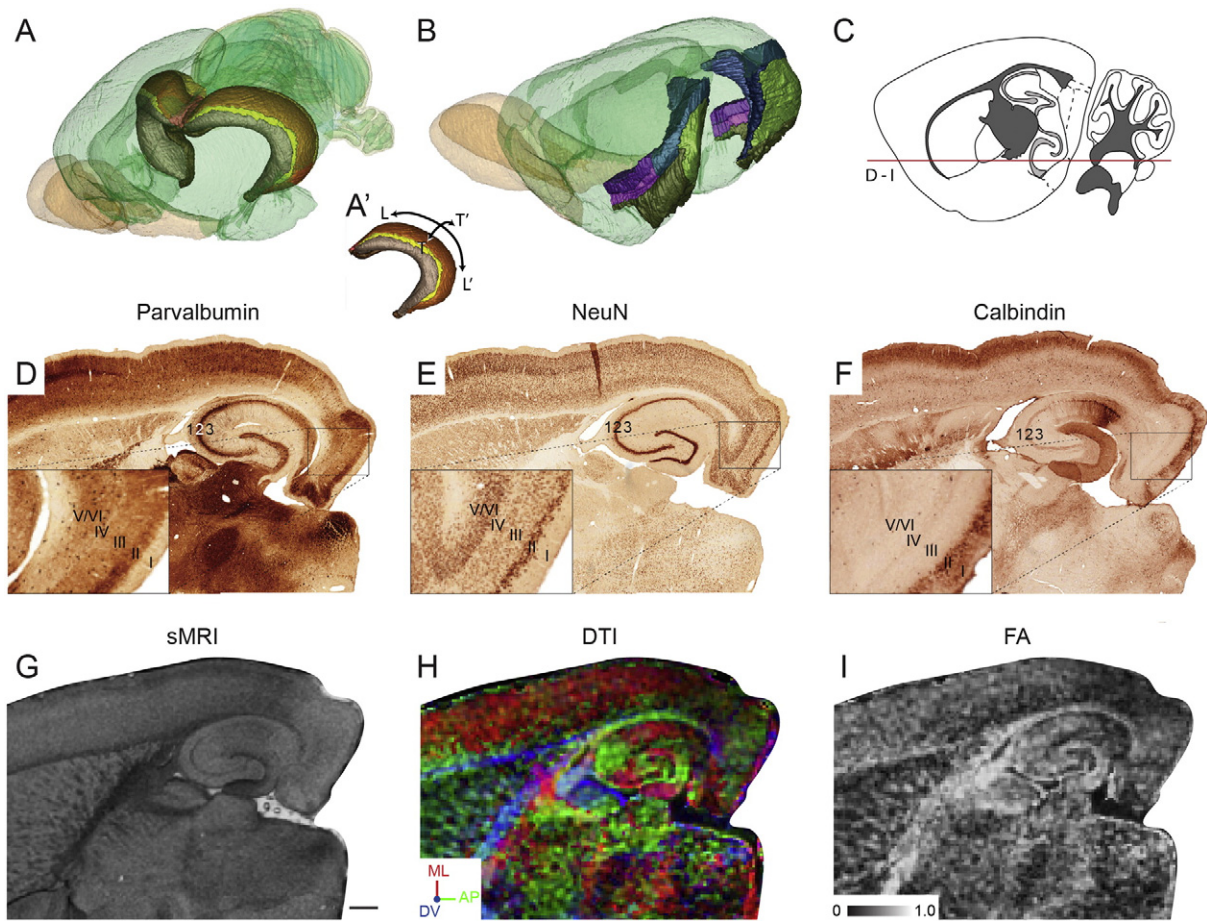 A
B
C
D - I
A'
L
T'
T
L'
Parvalbumin
NeuN
Calbindin
D
E
F
123
123
123
V/VI
IV
III
II
I
V/VI
IV
III
II
I
V/VI
IV
III
II
I
sMRI
DTI
FA
G
H
I
ML
AP
DV
0
1.0